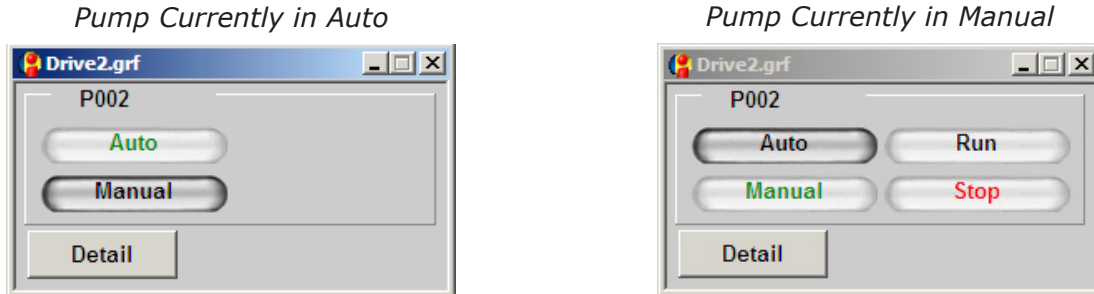 Pump Currently in Auto
Drive2.grf
P002
Auto
Manual
Detail
Pump Currently in Manual
Drive2.grf
P002
Auto Run
Manual Stop
Detail